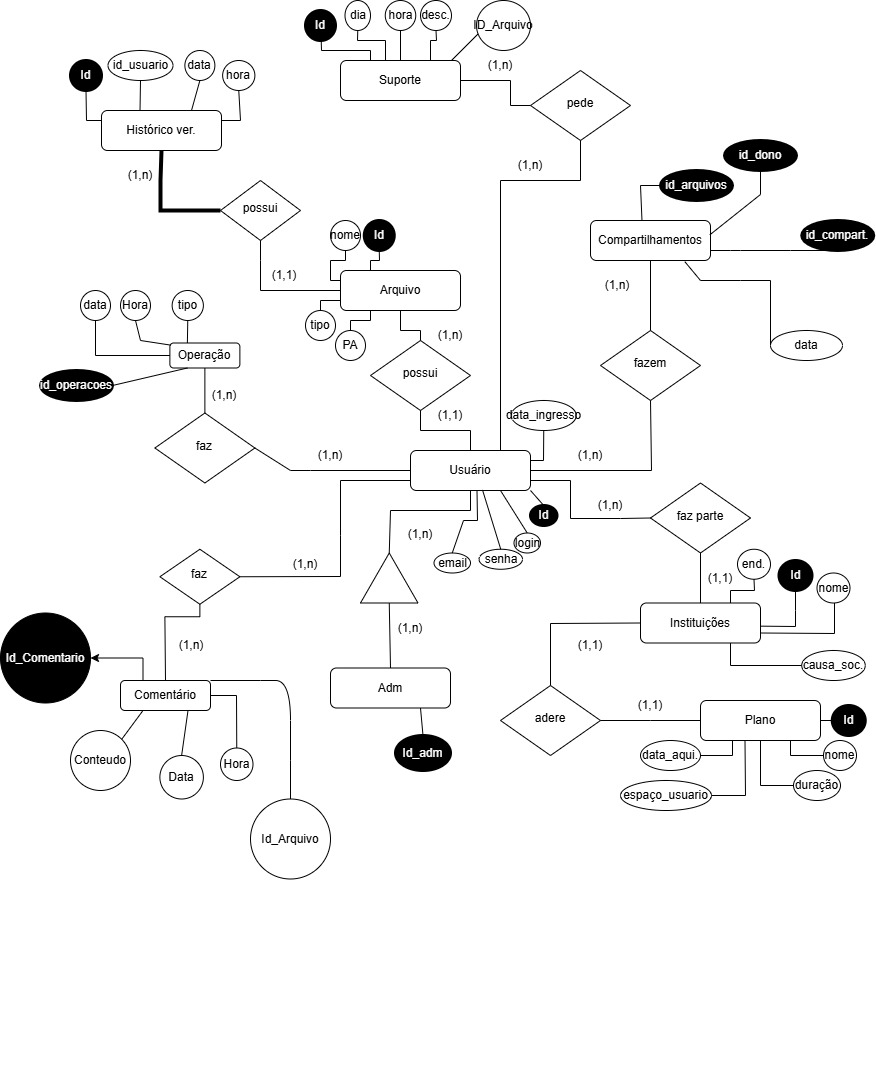 Id
dia
hora
desc.
ID_Arquivo
Suporte
(1,n)
pede
(1,n)
Id
id_usuario
data
hora
Histórico ver.
(1,n)
possui
(1,1)
id_dono
id_arquivos
id_compart.
Compartilhamentos
(1,n)
data
fazem
(1,n)
nome
Id
Arquivo
tipo
PA
(1,n)
possui
(1,1)
data
Hora
tipo
Operação
id_operacoes
(1,n)
faz
(1,n)
data_ingresso
Usuário
Id
login
senha
email
(1,n)
faz parte
(1,1)
end.
Id
nome
Instituições
causa_soc.
(1,1)
adere
(1,1)
Plano
Id
data_aqui.
nome
espaço_usuario
duração
(1,n)
(1,n)
Adm
Id_adm
(1,n)
faz
(1,n)
Id_Comentario
Comentário
Conteudo
Data
Hora
Id_Arquivo